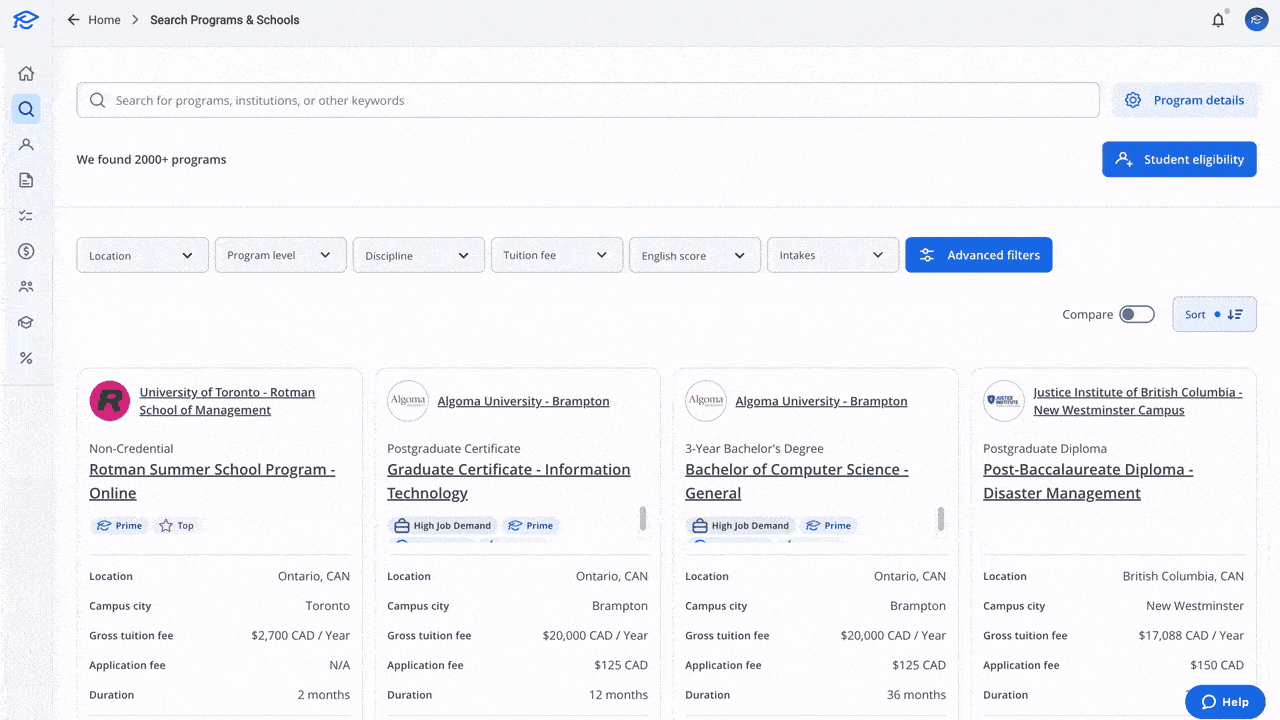 Home > Search Programs & Schools
Search for programs, institutions, or other keywords
Program details
We found 2000+ programs
Student eligibility
Location
Program level
Discipline
Tuition fee
English score
Intakes
Advanced filters
Compare
Sort
R
University of Toronto - Rotman
School of Management
Non-Credential
Rotman Summer School Program -
Online
Prime
Top
Location Ontario, CAN
Campus city Toronto
Gross tuition fee $2,700 CAD / Year
Application fee N/A
Duration 2 months
Algoma
Algoma University - Brampton
Postgraduate Certificate
Graduate Certificate - Information
Technology
High Job Demand
Prime
Location Ontario, CAN
Campus city Brampton
Gross tuition fee $20,000 CAD / Year
Application fee $125 CAD
Duration 12 months
Algoma
Algoma University - Brampton
3-Year Bachelor's Degree
Bachelor of Computer Science -
General
High Job Demand
Prime
Location Ontario, CAN
Campus city Brampton
Gross tuition fee $20,000 CAD / Year
Application fee $125 CAD
Duration 36 months
JUSTICE
INSTITUTE
Justice Institute of British Columbia -
New Westminster Campus
Postgraduate Diploma
Post-Baccalaureate Diploma -
Disaster Management
Location British Columbia, CAN
Campus city New Westminster
Gross tuition fee $17,088 CAD / Year
Application fee $150 CAD
Duration
Help